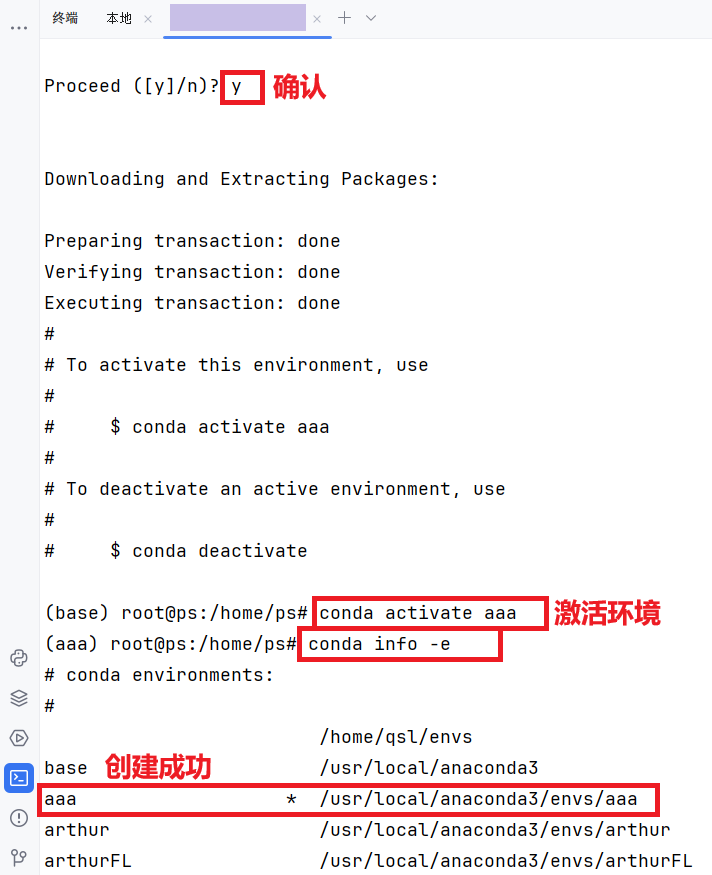 终端 本地
Proceed ([y]/n)? y 确认
Downloading and Extracting Packages:
Preparing transaction: done
Verifying transaction: done
Executing transaction: done
#
# To activate this environment, use
#
#     $ conda activate aaa
#
# To deactivate an active environment, use
#
#     $ conda deactivate
(base) root@ps:/home/ps# conda activate aaa 激活环境
(aaa) root@ps:/home/ps# conda info -e
# conda environments:
#
                         /home/qsl/envs
base 创建成功 /usr/local/anaconda3
aaa                   *  /usr/local/anaconda3/envs/aaa
arthur                   /usr/local/anaconda3/envs/arthur
arthurFL                 /usr/local/anaconda3/envs/arthurFL